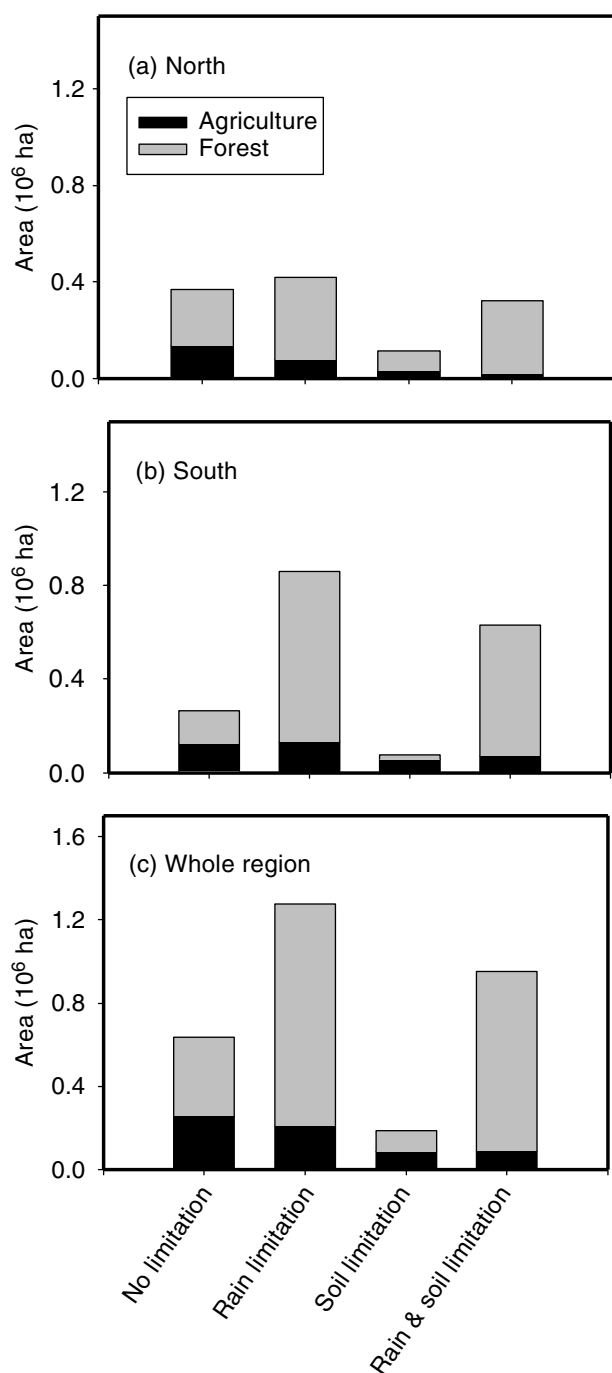 (a) North
Agriculture
Forest
Area (10⁶ ha)
1.2
0.8
0.4
0.0
(b) South
Area (10⁶ ha)
1.2
0.8
0.4
0.0
(c) Whole region
Area (10⁶ ha)
1.6
1.2
0.8
0.4
0.0
No limitation
Rain limitation
Soil limitation
Rain & soil limitation